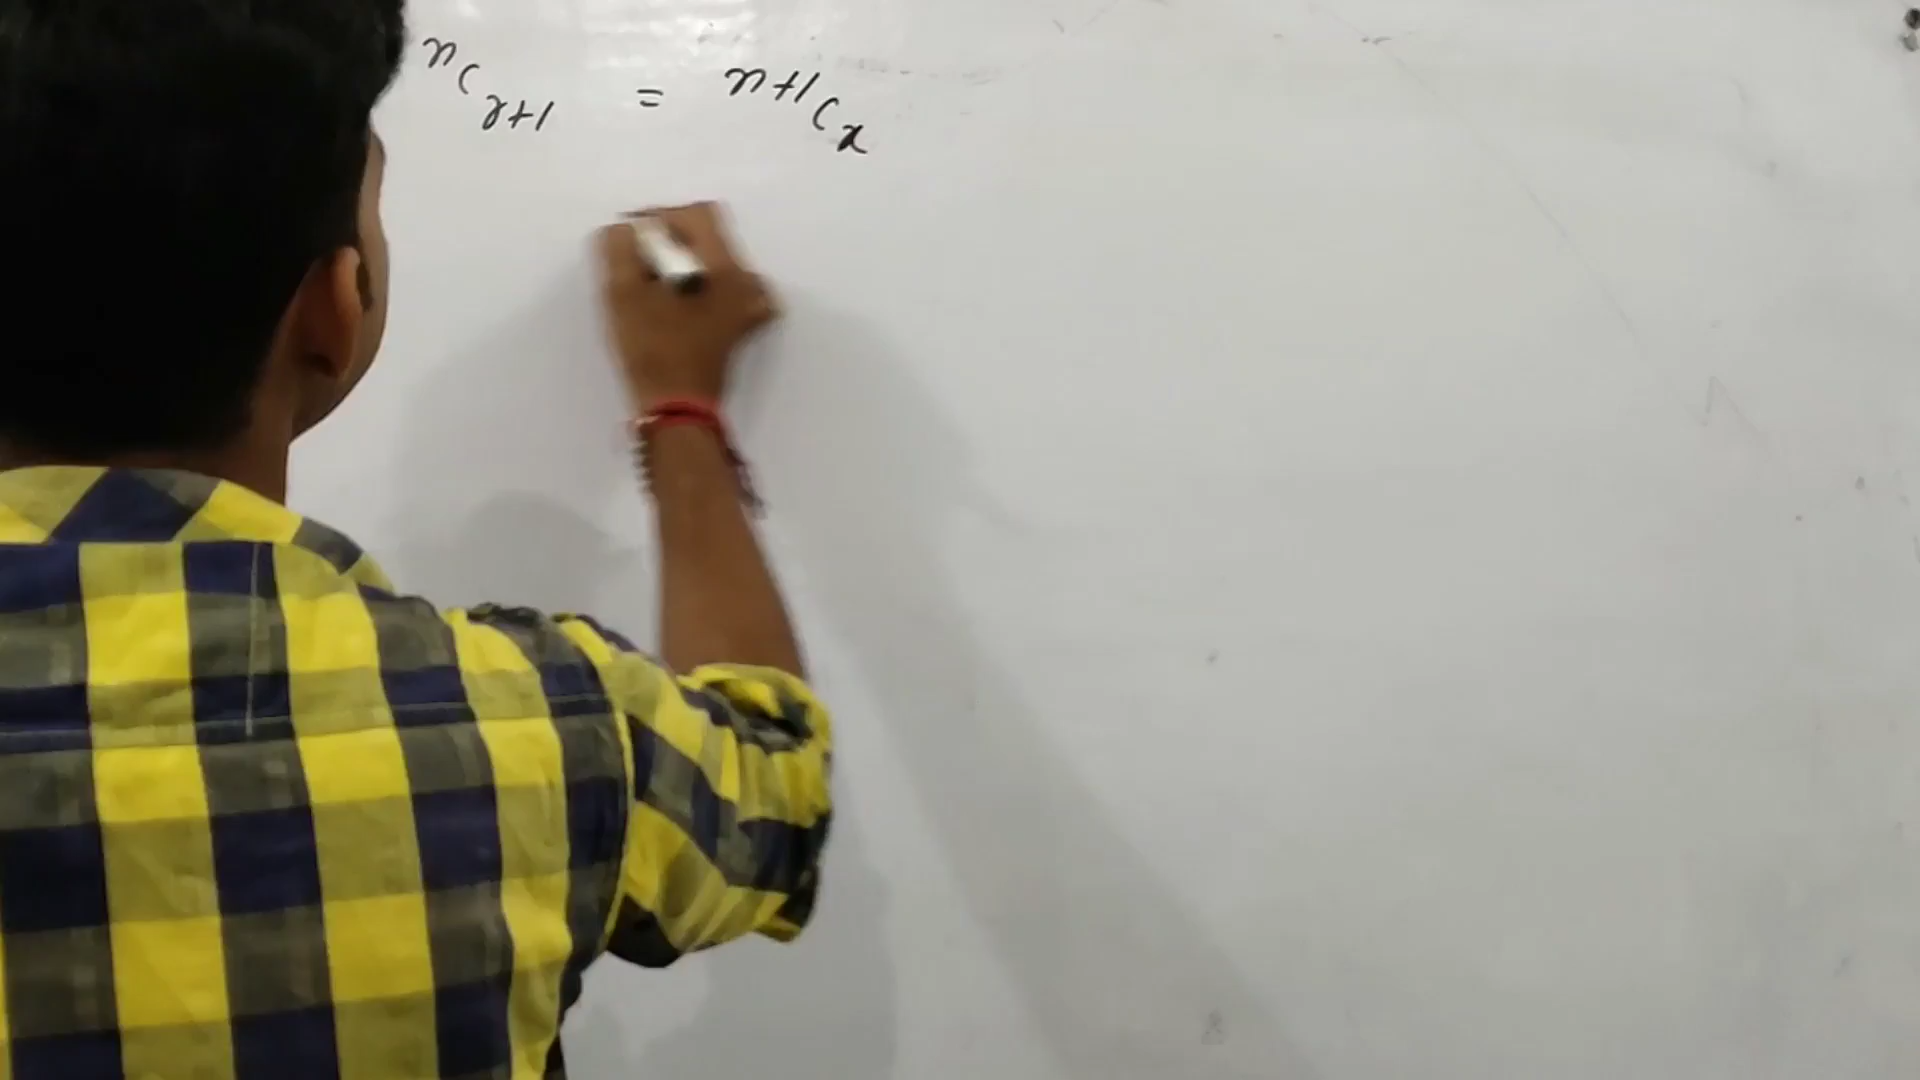 ⁿC_{r+1} = ⁿ⁺¹C_x